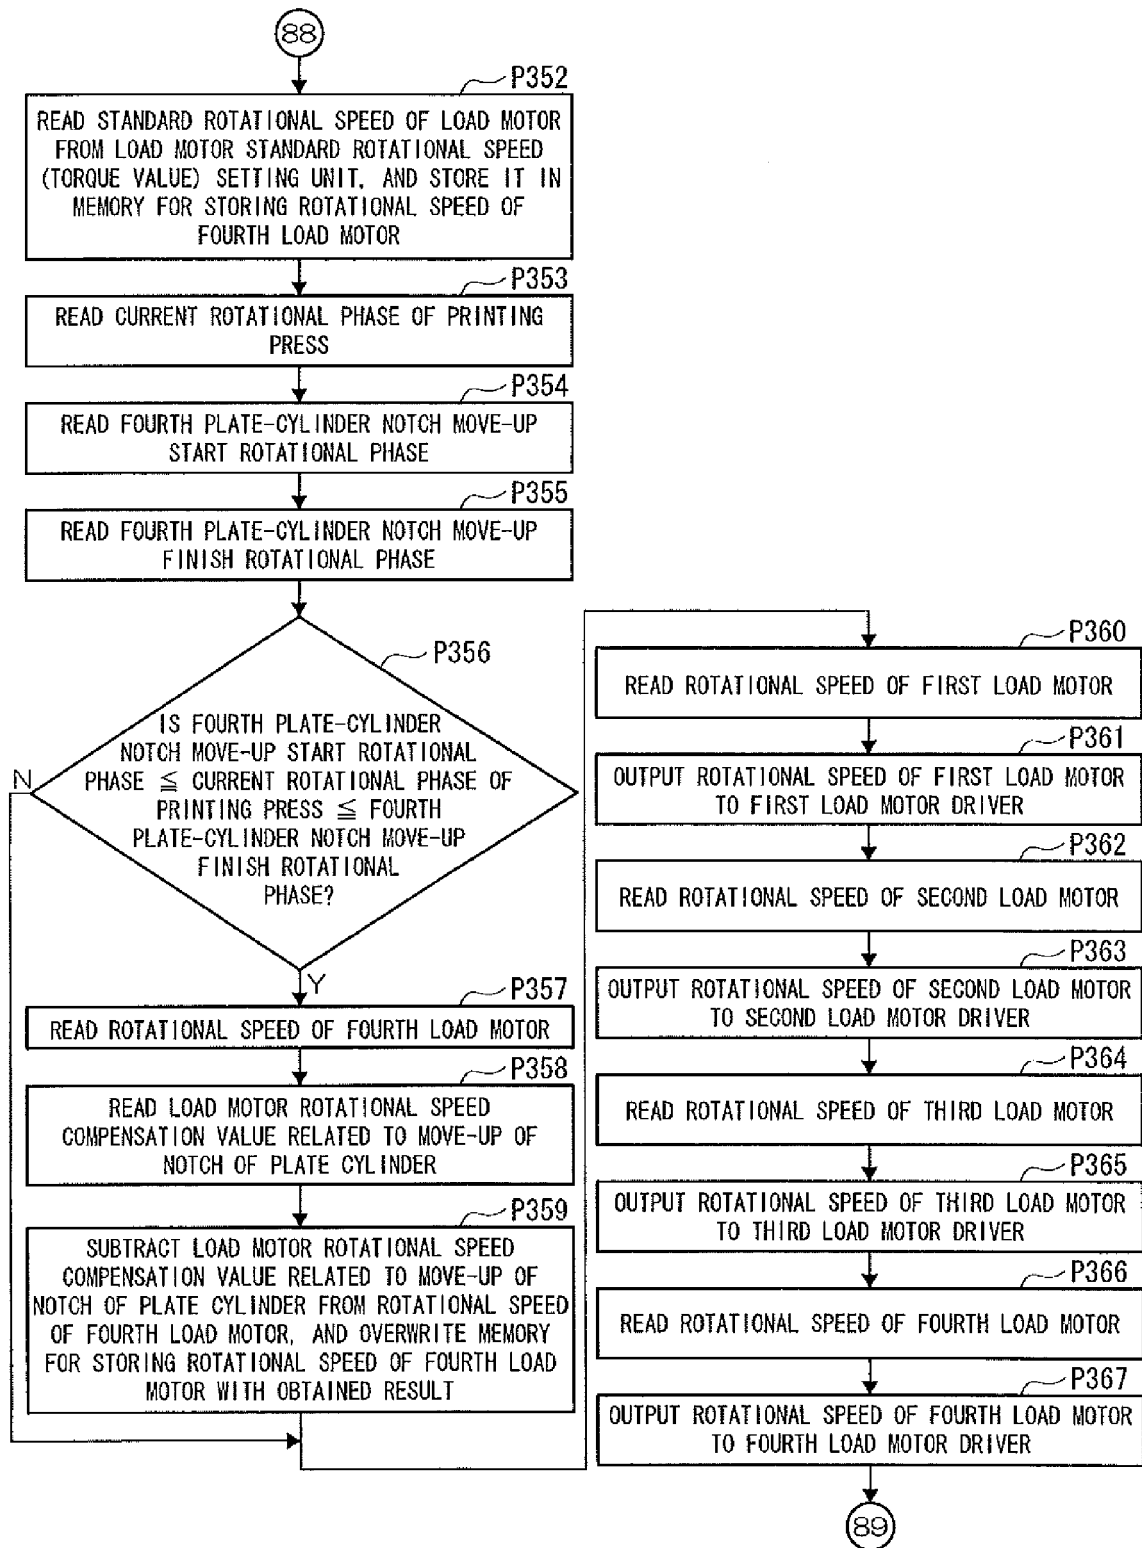 88
P352
READ STANDARD ROTATIONAL SPEED OF LOAD MOTOR
FROM LOAD MOTOR STANDARD ROTATIONAL SPEED
(TORQUE VALUE) SETTING UNIT, AND STORE IT IN
MEMORY FOR STORING ROTATIONAL SPEED OF
FOURTH LOAD MOTOR
P353
READ CURRENT ROTATIONAL PHASE OF PRINTING
PRESS
P354
READ FOURTH PLATE-CYLINDER NOTCH MOVE-UP
START ROTATIONAL PHASE
P355
READ FOURTH PLATE-CYLINDER NOTCH MOVE-UP
FINISH ROTATIONAL PHASE
P356
IS FOURTH PLATE-CYLINDER
NOTCH MOVE-UP START ROTATIONAL
PHASE ≦ CURRENT ROTATIONAL PHASE OF
PRINTING PRESS ≦ FOURTH
PLATE-CYLINDER NOTCH MOVE-UP
FINISH ROTATIONAL
PHASE?
N
Y
P357
READ ROTATIONAL SPEED OF FOURTH LOAD MOTOR
P358
READ LOAD MOTOR ROTATIONAL SPEED
COMPENSATION VALUE RELATED TO MOVE-UP OF
NOTCH OF PLATE CYLINDER
P359
SUBTRACT LOAD MOTOR ROTATIONAL SPEED
COMPENSATION VALUE RELATED TO MOVE-UP OF
NOTCH OF PLATE CYLINDER FROM ROTATIONAL SPEED
OF FOURTH LOAD MOTOR, AND OVERWRITE MEMORY
FOR STORING ROTATIONAL SPEED OF FOURTH LOAD
MOTOR WITH OBTAINED RESULT
P360
READ ROTATIONAL SPEED OF FIRST LOAD MOTOR
P361
OUTPUT ROTATIONAL SPEED OF FIRST LOAD MOTOR
TO FIRST LOAD MOTOR DRIVER
P362
READ ROTATIONAL SPEED OF SECOND LOAD MOTOR
P363
OUTPUT ROTATIONAL SPEED OF SECOND LOAD MOTOR
TO SECOND LOAD MOTOR DRIVER
P364
READ ROTATIONAL SPEED OF THIRD LOAD MOTOR
P365
OUTPUT ROTATIONAL SPEED OF THIRD LOAD MOTOR
TO THIRD LOAD MOTOR DRIVER
P366
READ ROTATIONAL SPEED OF FOURTH LOAD MOTOR
P367
OUTPUT ROTATIONAL SPEED OF FOURTH LOAD MOTOR
TO FOURTH LOAD MOTOR DRIVER
89